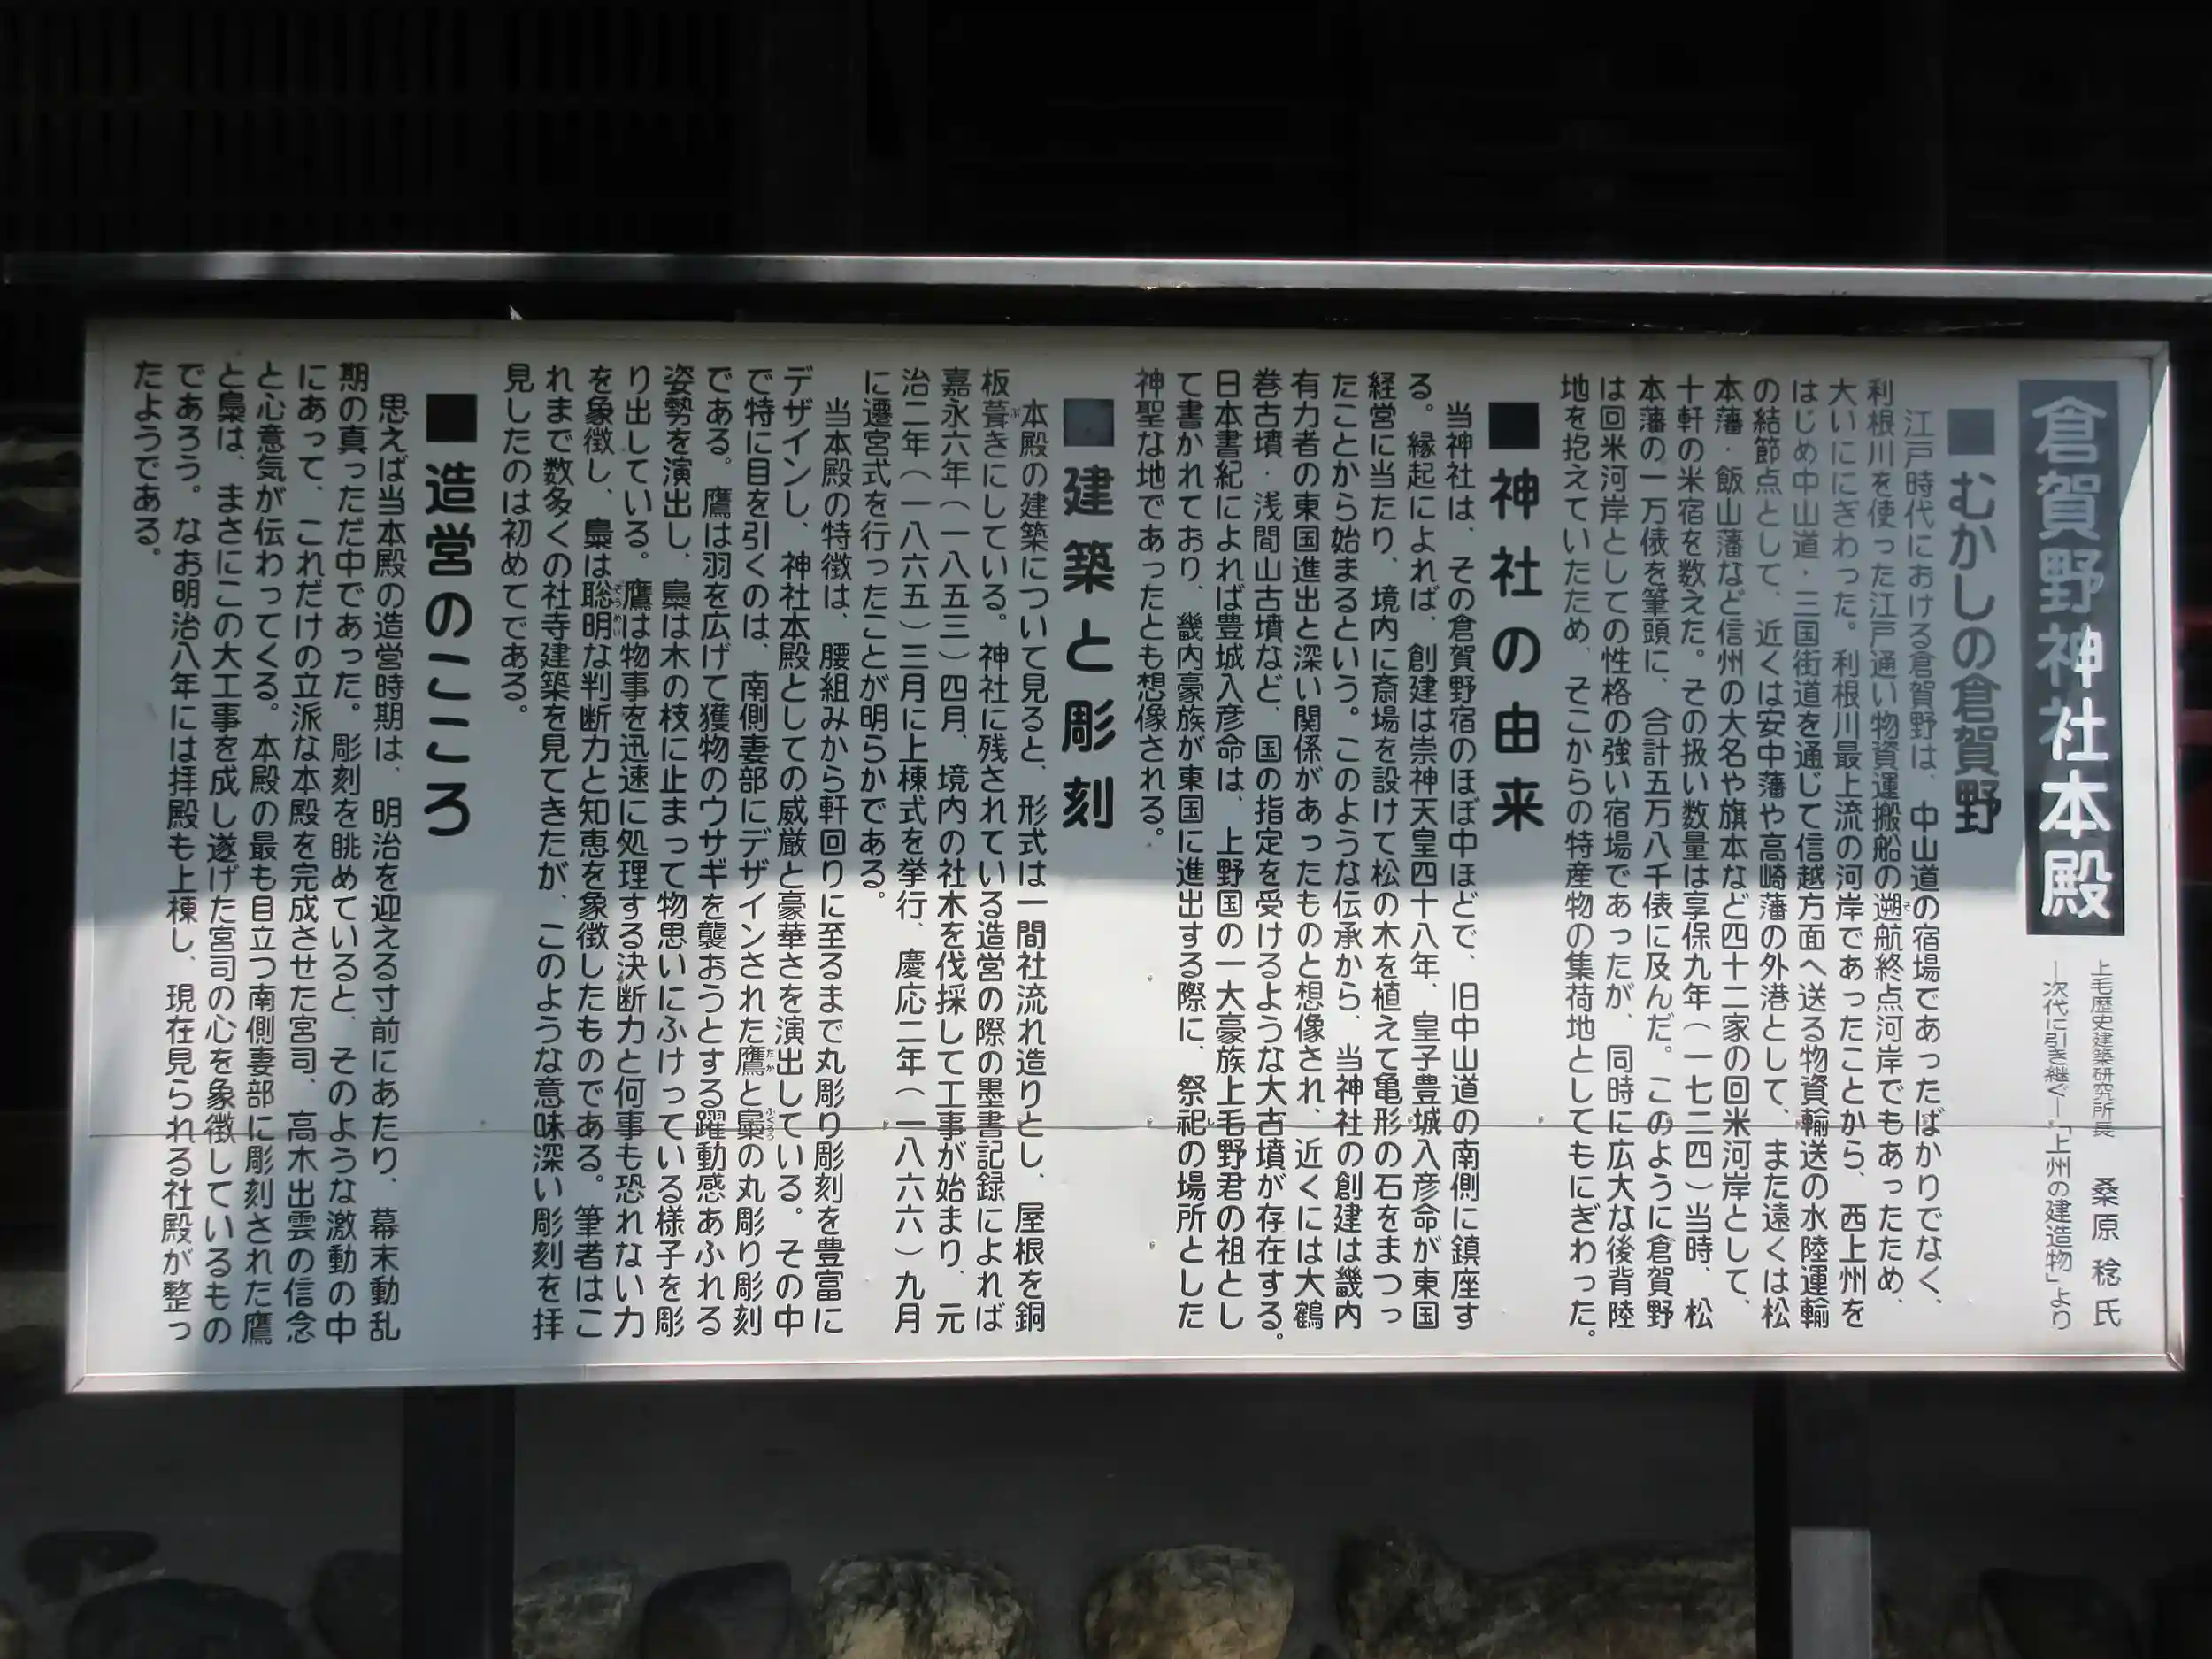 倉賀野神社本殿
上毛歴史建築研究所長 桑原稔氏
―次代に引き継ぐ―「上州の建造物」より
■むかしの倉賀野
江戸時代における倉賀野は、中山道の宿場であったばかりでなく、
利根川を使った江戸通い物資運搬船の遡航終点河岸でもあったため、
大いににぎわった。利根川最上流の河岸であったことから、西上州を
はじめ中山道・三国街道を通じて信越方面へ送る物資輸送の水陸運輸
の結節点として、近くは安中藩や高崎藩の外港として、また遠くは松
本藩・飯山藩など信州の大名や旗本など四十二家の回米河岸として、
十軒の米宿を数えた。その扱い数量は享保九年（一七二四）当時、松
本藩の一万俵を筆頭に、合計五万八千俵に及んだ。このように倉賀野
は回米河岸としての性格の強い宿場であったが、同時に広大な後背陸
地を抱えていたため、そこからの特産物の集荷地としてもにぎわった。
■神社の由来
当神社は、その倉賀野宿のほぼ中ほどで、旧中山道の南側に鎮座す
る。縁起によれば、創建は崇神天皇四十八年、皇子豊城入彦命が東国
経営に当たり、境内に斎場を設けて松の木を植えて亀形の石をまつっ
たことから始まるという。このような伝承から、当神社の創建は畿内
有力者の東国進出と深い関係があったものと想像され、近くには大鶴
巻古墳・浅間山古墳など、国の指定を受けるような大古墳が存在する。
日本書紀によれば豊城入彦命は、上野国の一大豪族上毛野君の祖とし
て書かれており、畿内豪族が東国に進出する際に、祭祀の場所とした
神聖な地であったとも想像される。
■建築と彫刻
本殿の建築について見ると、形式は一間社流れ造りとし、屋根を銅
板葺きにしている。神社に残されている造営の際の墨書記録によれば
嘉永六年（一八五三）四月、境内の社木を伐採して工事が始まり、元
治二年（一八六五）三月に上棟式を挙行、慶応二年（一八六六）九月
に遷宮式を行ったことが明らかである。
当本殿の特徴は、腰組みから軒回りに至るまで丸彫り彫刻を豊富に
デザインし、神社本殿としての威厳と豪華さを演出している。その中
で特に目を引くのは、南側妻部にデザインされた鷹と梟の丸彫り彫刻
である。鷹は羽を広げて獲物のウサギを襲おうとする躍動感あふれる
姿勢を演出し、梟は木の枝に止まって物思いにふけっている様子を彫
り出している。鷹は物事を迅速に処理する決断力と何事も恐れない力
を象徴し、梟は聡明な判断力と知恵を象徴したものである。筆者はこ
れまで数多くの社寺建築を見てきたが、このような意味深い彫刻を拝
見したのは初めてである。
■造営のこころ
思えば当本殿の造営時期は、明治を迎える寸前にあたり、幕末動乱
期の真っただ中であった。彫刻を眺めていると、そのような激動の中
にあって、これだけの立派な本殿を完成させた宮司、高木出雲の信念
と心意気が伝わってくる。本殿の最も目立つ南側妻部に彫刻された鷹
と梟は、まさにこの大工事を成し遂げた宮司の心を象徴しているもの
であろう。なお明治八年には拝殿も上棟し、現在見られる社殿が整っ
たようである。